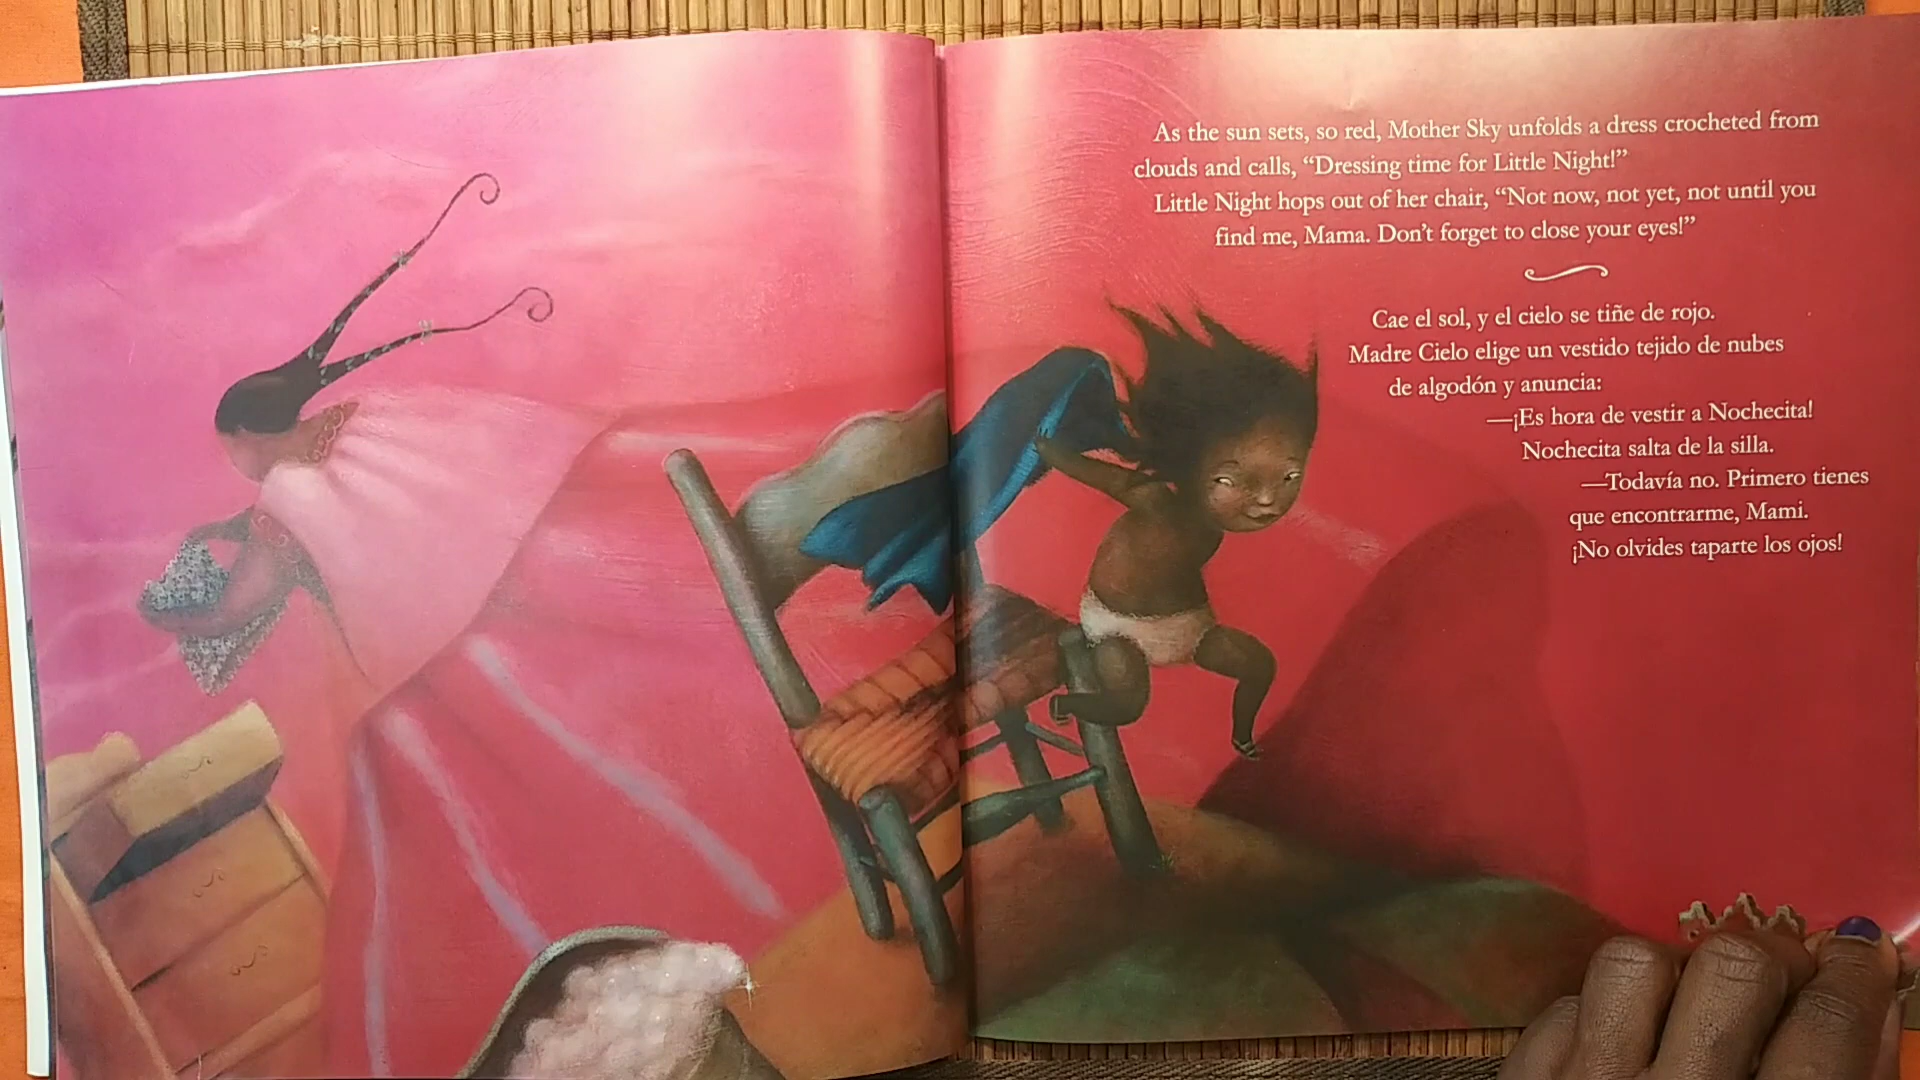 As the sun sets, so red, Mother Sky unfolds a dress crocheted from
clouds and calls, “Dressing time for Little Night!”
Little Night hops out of her chair, “Not now, not yet, not until you
find me, Mama. Don’t forget to close your eyes!”
Cae el sol, y el cielo se tiñe de rojo.
Madre Cielo elige un vestido tejido de nubes
de algodón y anuncia:
—¡Es hora de vestir a Nochecita!
Nochecita salta de la silla.
—Todavía no. Primero tienes
que encontrarme, Mami.
¡No olvides taparte los ojos!